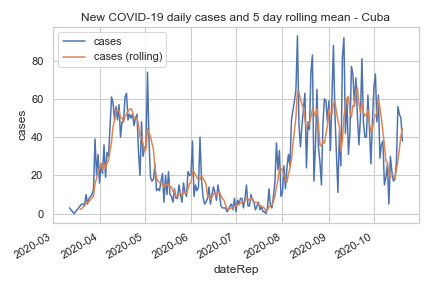 New COVID-19 daily cases and 5 day rolling mean - Cuba
cases
cases (rolling)
80
60
40
20
0
cases
2020-03
2020-04
2020-05
2020-06
2020-07
2020-08
2020-09
2020-10
dateRep